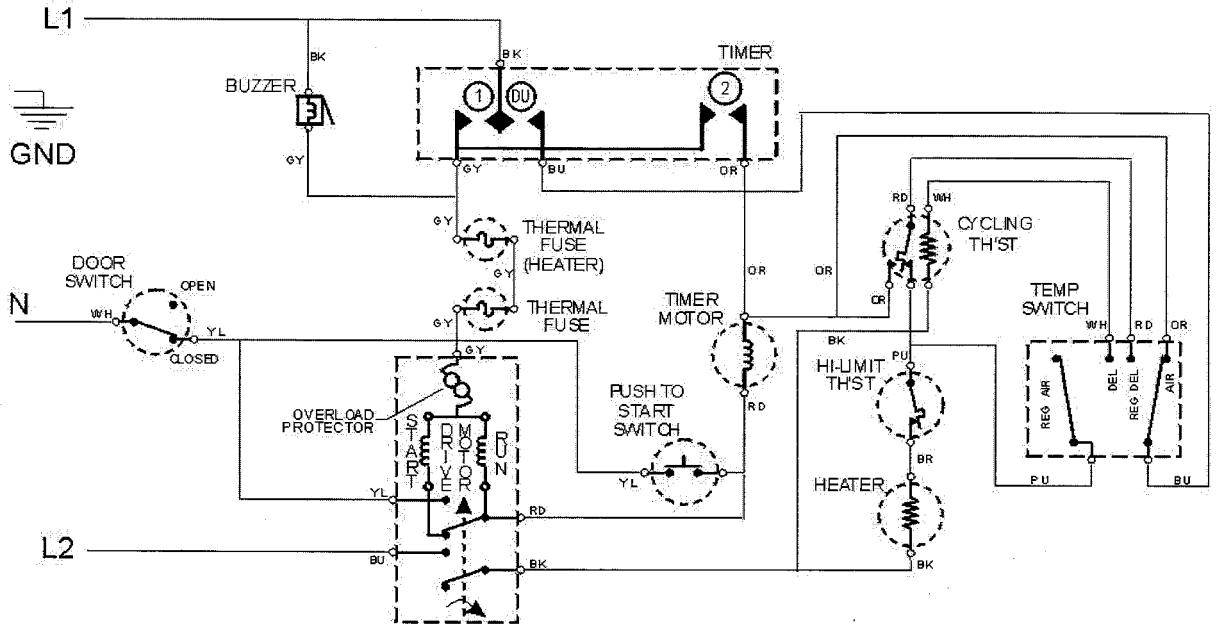 L1
BK
BUZZER
GY
GND
BK
TIMER
1
DU
2
GY
BU
OR
GY
THERMAL
FUSE
(HEATER)
GY
GY
THERMAL
FUSE
GY
DOOR
SWITCH
OPEN
N
WH
YL
CLOSED
OVERLOAD
PROTECTOR
START
DRIVE
MOTOR
RUN
YL
RD
L2
BU
BK
OR
OR
TIMER
MOTOR
RD
PUSH TO
START
SWITCH
YL
RD
WH
CYCLING
TH'ST
OR
BK
PU
HI-LIMIT
TH'ST
BR
HEATER
BK
TEMP
SWITCH
WH
RD
OR
REG AIR
DEL
REG DEL
AIR
PU
BU